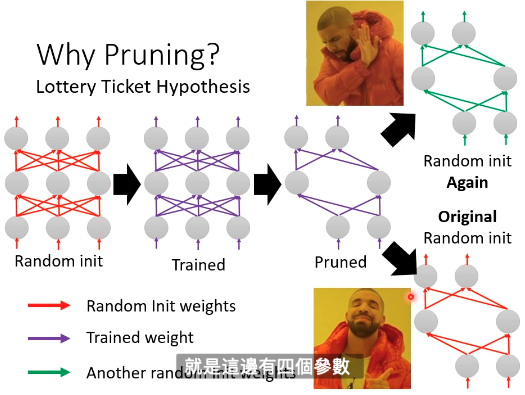 Why Pruning?
Lottery Ticket Hypothesis
Random init
Trained
Pruned
Random init
Again
Original
Random init
Random Init weights
Trained weight
Another random init weights
就是這邊有四個參數